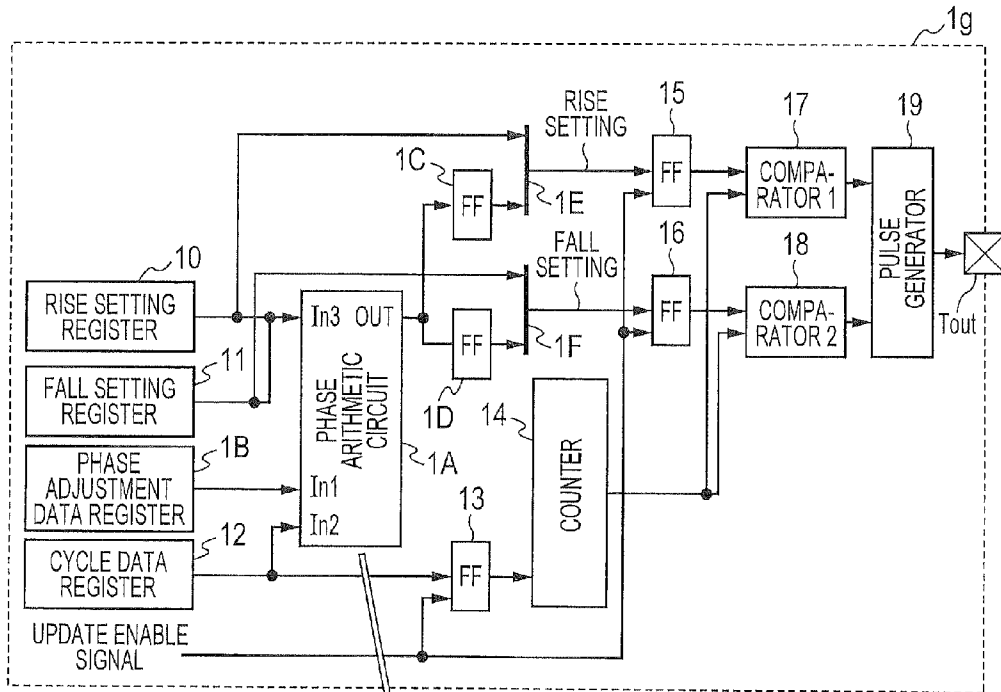 1g
15
17
19
RISE
SETTING
1C
FF
1E
FF
COMPA-
RATOR 1
PULSE
GENERATOR
Tout
10
RISE SETTING
REGISTER
11
FALL SETTING
REGISTER
1B
PHASE
ADJUSTMENT
DATA REGISTER
12
CYCLE DATA
REGISTER
UPDATE ENABLE
SIGNAL
In3 OUT
PHASE
ARITHMETIC
CIRCUIT
In1
In2
1A
FALL
SETTING
FF
1D
1F
16
FF
18
COMPA-
RATOR 2
14
COUNTER
13
FF